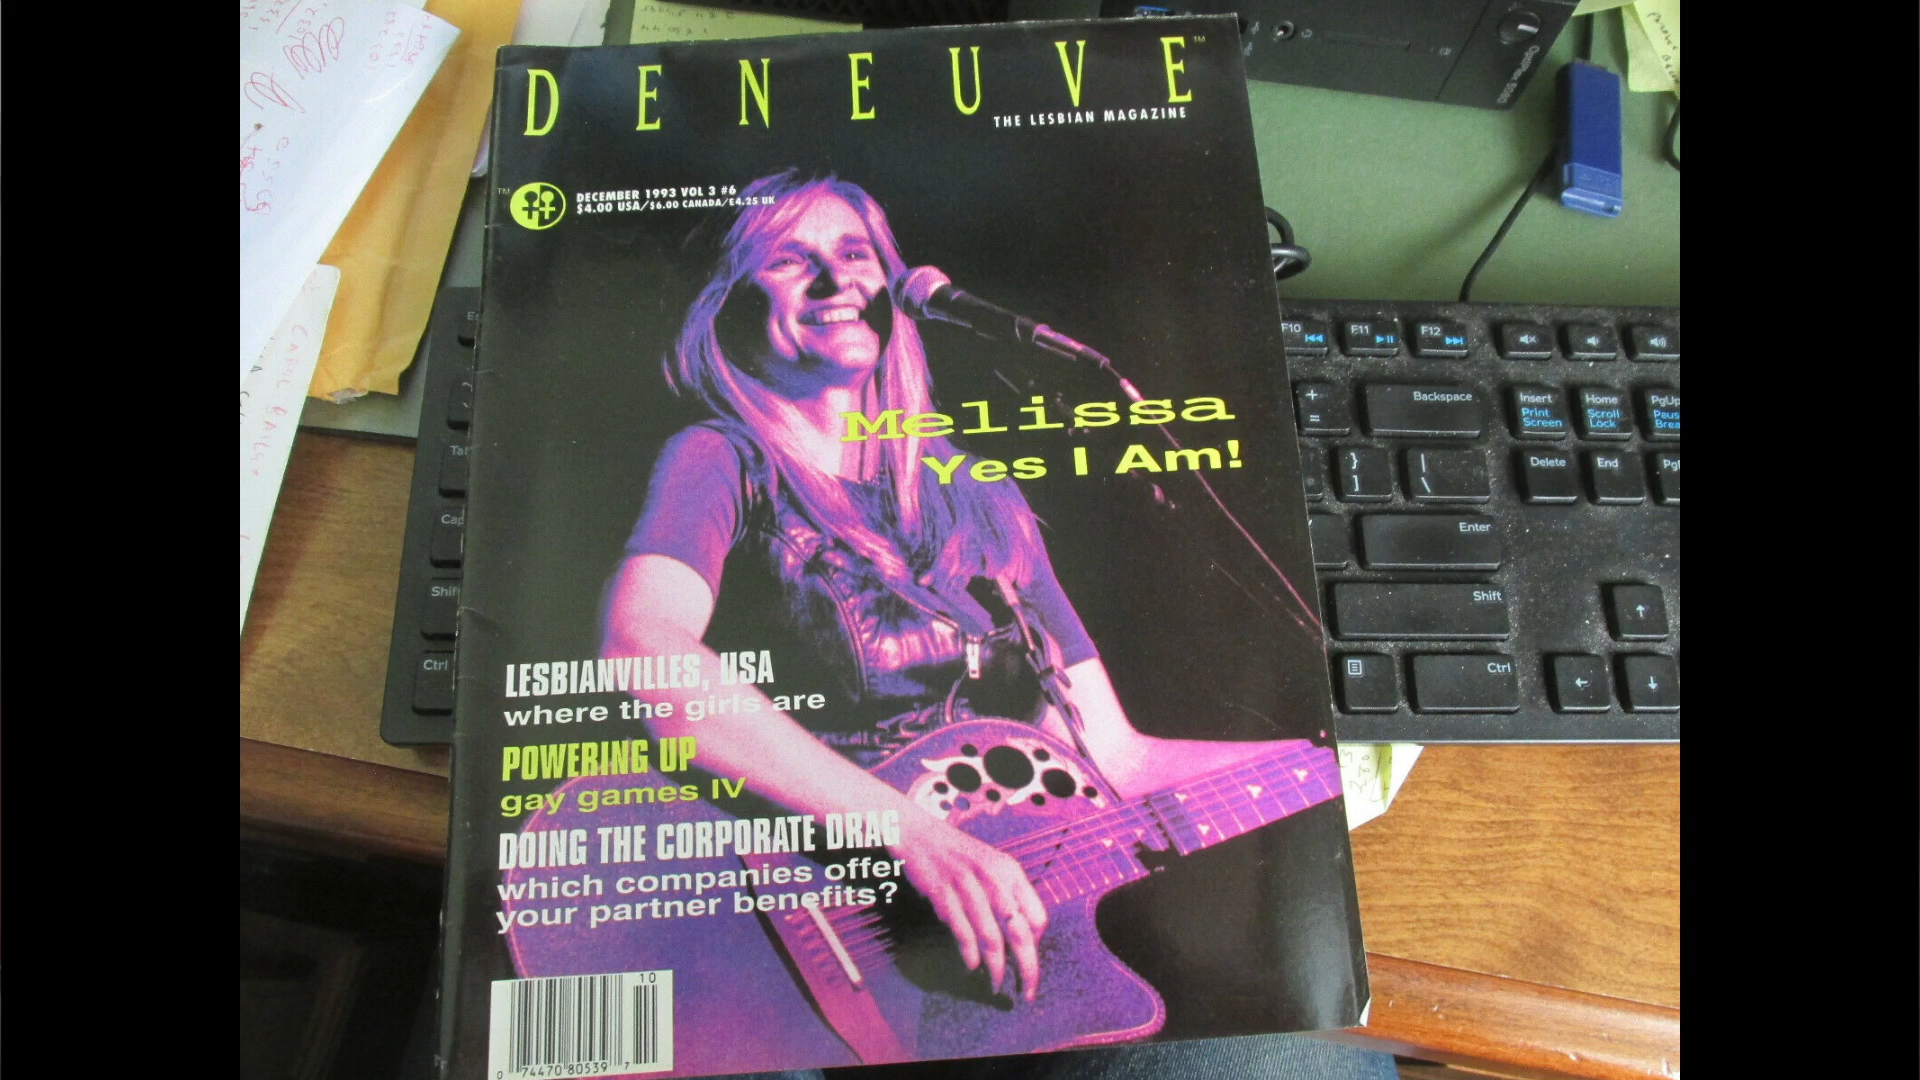 DENEUVE™
THE LESBIAN MAGAZINE
TM
DECEMBER 1993 VOL 3 #6
$4.00 USA/$6.00 CANADA/£4.25 UK
Melissa
Yes I Am!
LESBIANVILLES, USA
where the girls are
POWERING UP
gay games IV
DOING THE CORPORATE DRAG
which companies offer
your partner benefits?
10
0 74470 80539 7
F10
F11
F12
+
=
Backspace
Insert
Print
Screen
Home
Scroll
Lock
PgUp
}
]
|
\
Delete
End
Enter
Shift
Ctrl
Ctrl